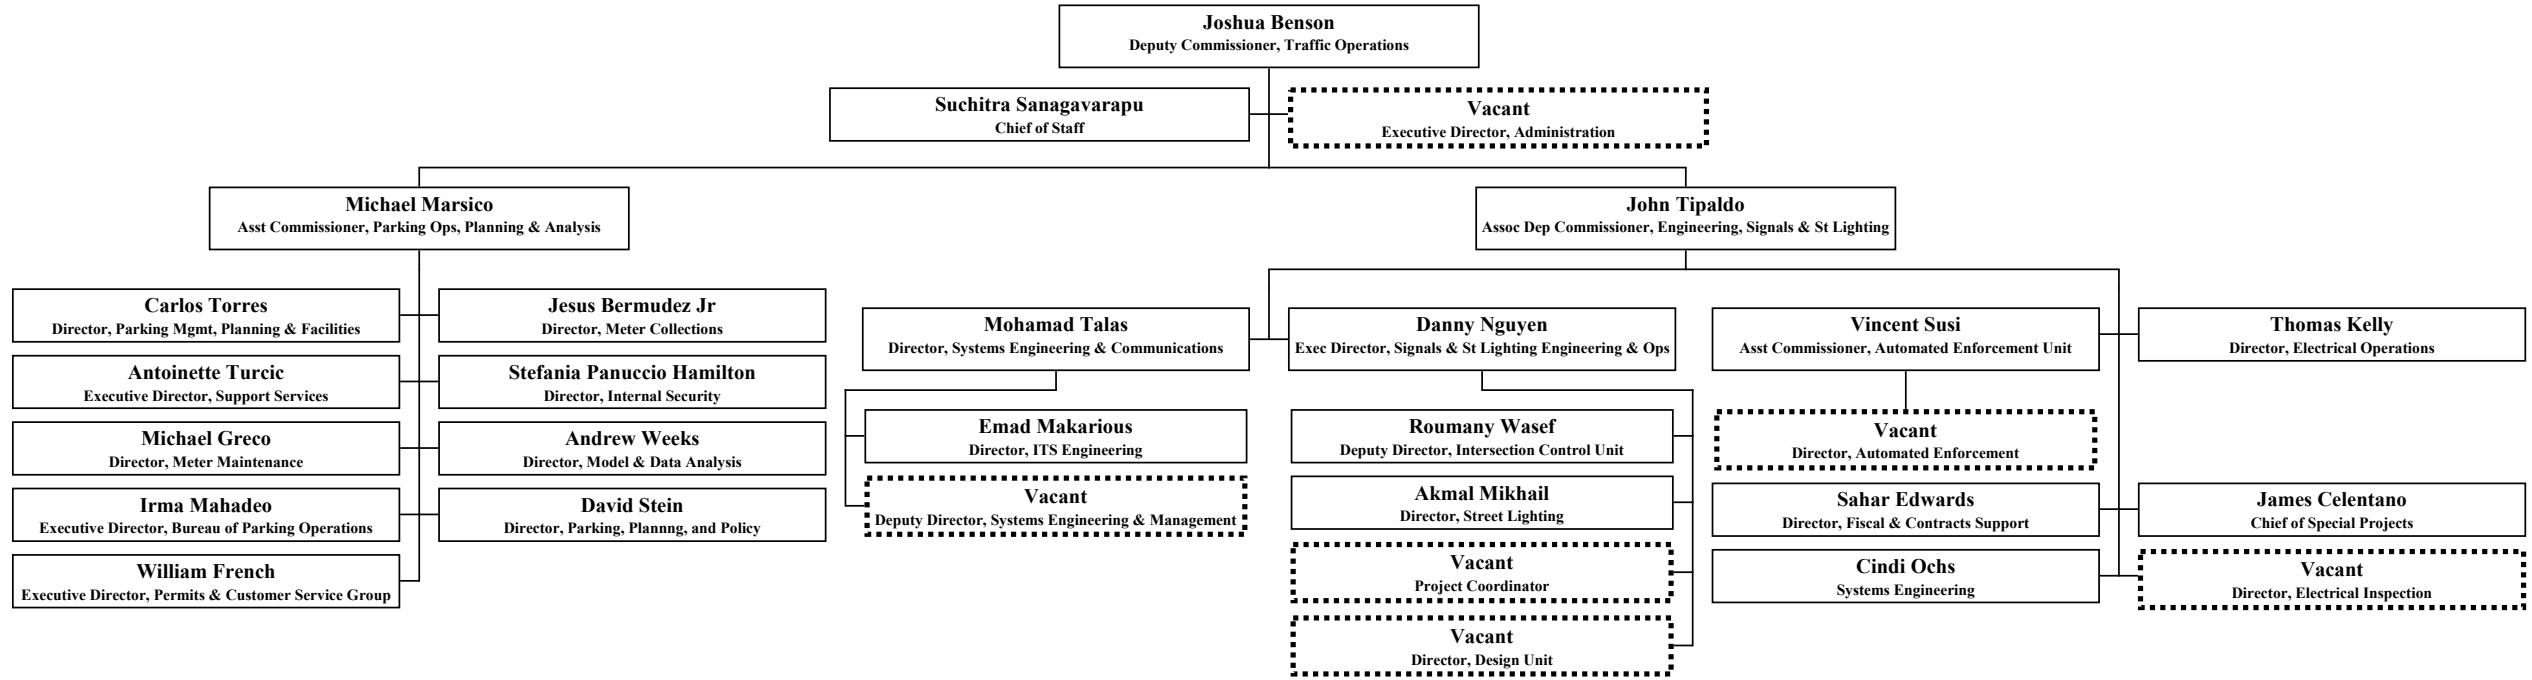 Joshua Benson
Deputy Commissioner, Traffic Operations
Suchitra Sanagavarapu
Chief of Staff
Vacant
Executive Director, Administration
Michael Marsico
Asst Commissioner, Parking Ops, Planning & Analysis
John Tipaldo
Assoc Dep Commissioner, Engineering, Signals & St Lighting
Carlos Torres
Director, Parking Mgmt, Planning & Facilities
Jesus Bermudez Jr
Director, Meter Collections
Antoinette Turcic
Executive Director, Support Services
Stefania Panuccio Hamilton
Director, Internal Security
Michael Greco
Director, Meter Maintenance
Andrew Weeks
Director, Model & Data Analysis
Irma Mahadeo
Executive Director, Bureau of Parking Operations
David Stein
Director, Parking, Plannng, and Policy
William French
Executive Director, Permits & Customer Service Group
Mohamad Talas
Director, Systems Engineering & Communications
Danny Nguyen
Exec Director, Signals & St Lighting Engineering & Ops
Emad Makarious
Director, ITS Engineering
Vacant
Deputy Director, Systems Engineering & Management
Roumany Wasef
Deputy Director, Intersection Control Unit
Akmal Mikhail
Director, Street Lighting
Vacant
Project Coordinator
Vacant
Director, Design Unit
Vincent Susi
Asst Commissioner, Automated Enforcement Unit
Thomas Kelly
Director, Electrical Operations
Vacant
Director, Automated Enforcement
Sahar Edwards
Director, Fiscal & Contracts Support
James Celentano
Chief of Special Projects
Cindi Ochs
Systems Engineering
Vacant
Director, Electrical Inspection